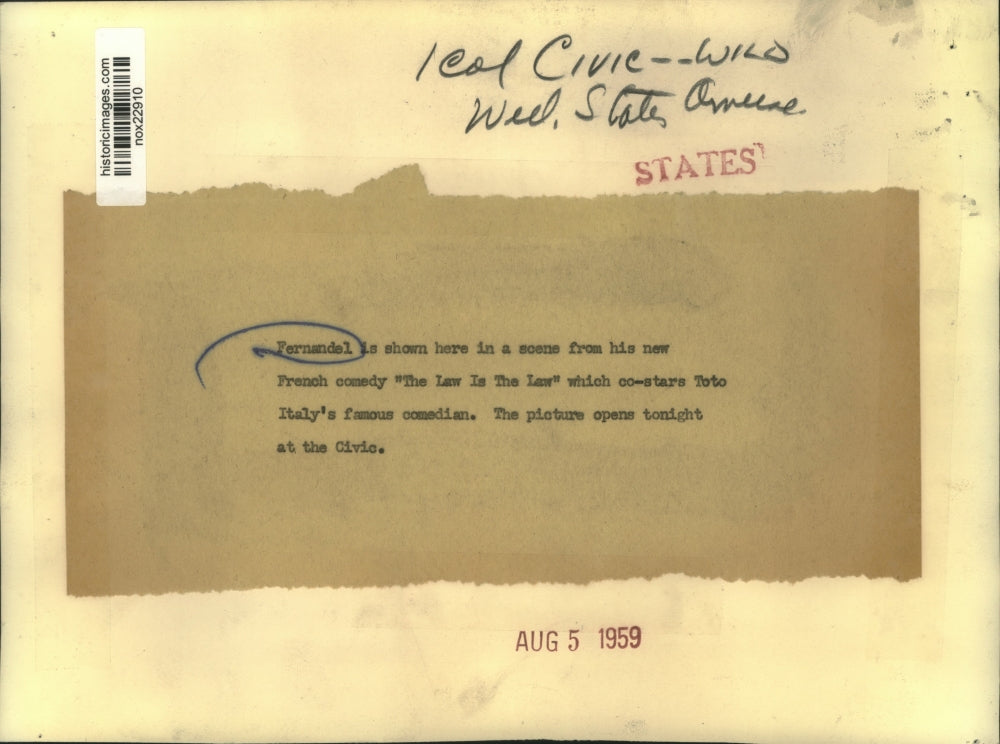 historicimages.com
nox22910
1col Civic--
Wed. States
STATES
Fernandel is shown here in a scene from his new
French comedy "The Law Is The Law" which co-stars Toto
Italy's famous comedian. The picture opens tonight
at the Civic.
AUG 5 1959